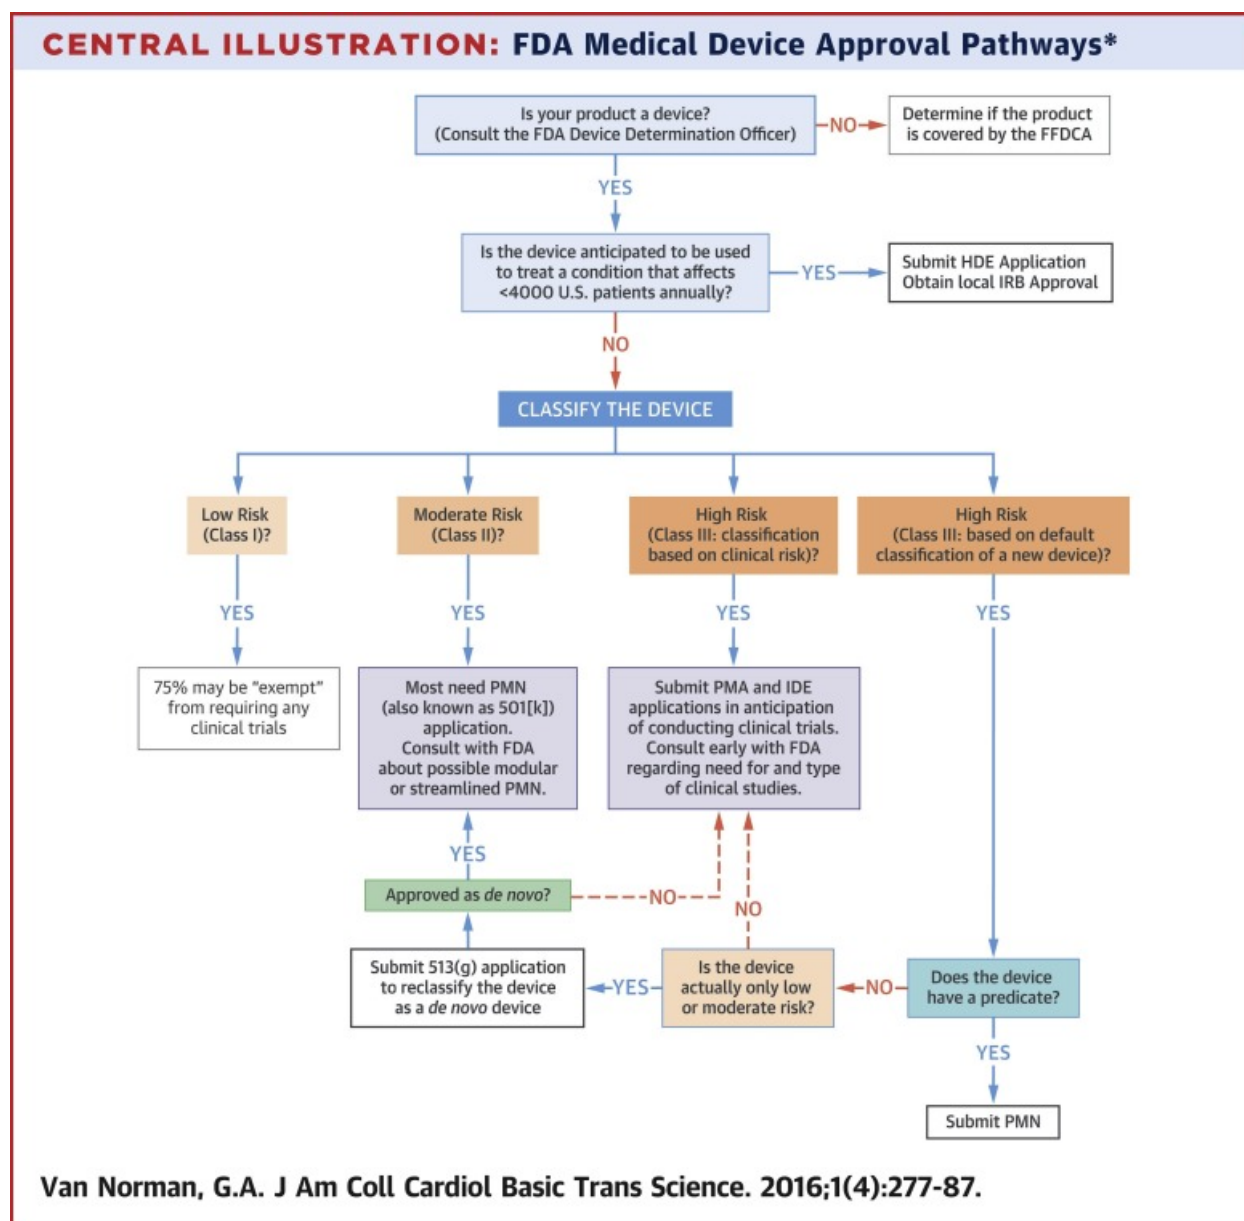 CENTRAL ILLUSTRATION: FDA Medical Device Approval Pathways*
Is your product a device?
(Consult the FDA Device Determination Officer)
NO
Determine if the product
is covered by the FFDCA
YES
Is the device anticipated to be used
to treat a condition that affects
<4000 U.S. patients annually?
YES
Submit HDE Application
Obtain local IRB Approval
NO
CLASSIFY THE DEVICE
Low Risk
(Class I)?
Moderate Risk
(Class II)?
High Risk
(Class III: classification
based on clinical risk)?
High Risk
(Class III: based on default
classification of a new device)?
YES
YES
YES
YES
75% may be “exempt”
from requiring any
clinical trials
Most need PMN
(also known as 501[k])
application.
Consult with FDA
about possible modular
or streamlined PMN.
Submit PMA and IDE
applications in anticipation
of conducting clinical trials.
Consult early with FDA
regarding need for and type
of clinical studies.
YES
Approved as de novo?
NO
NO
Submit 513(g) application
to reclassify the device
as a de novo device
YES
Is the device
actually only low
or moderate risk?
NO
Does the device
have a predicate?
YES
Submit PMN
Van Norman, G.A. J Am Coll Cardiol Basic Trans Science. 2016;1(4):277-87.